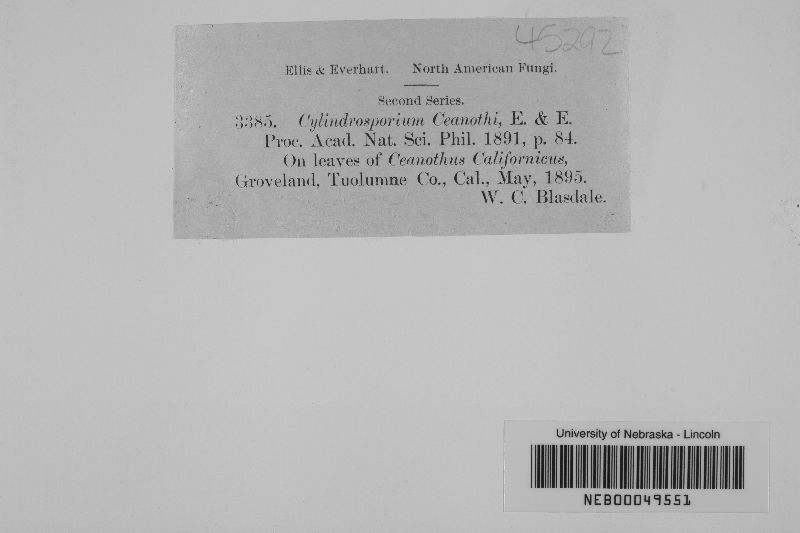 45292
Ellis & Everhart. North American Fungi.
Second Series.
3385. Cylindrosporium Ceanothi, E. & E.
Proc. Acad. Nat. Sci. Phil. 1891, p. 84.
On leaves of Ceanothus Californicus,
Groveland, Tuolumne Co., Cal., May, 1895.
W. C. Blasdale.
University of Nebraska - Lincoln
NEB00049551